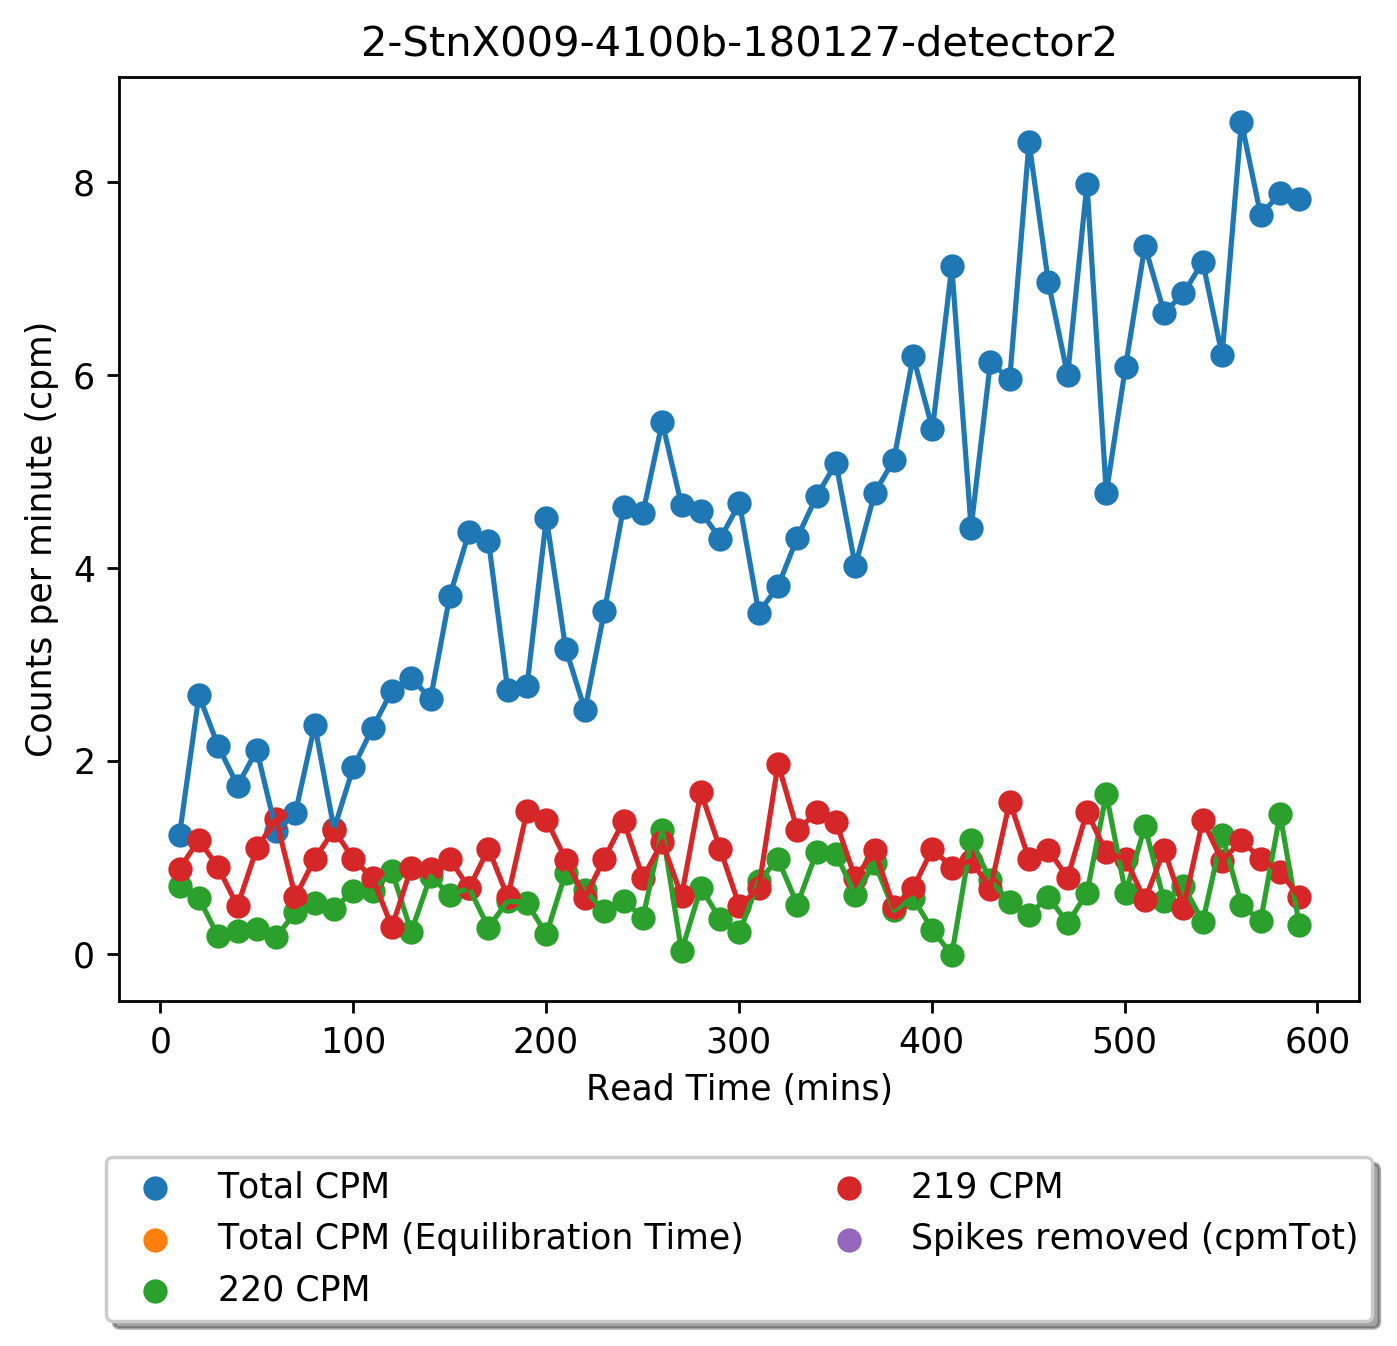 2-StnX009-4100b-180127-detector2
Counts per minute (cpm)
8
6
4
2
0
0 100 200 300 400 500 600
Read Time (mins)
Total CPM
Total CPM (Equilibration Time)
220 CPM
219 CPM
Spikes removed (cpmTot)